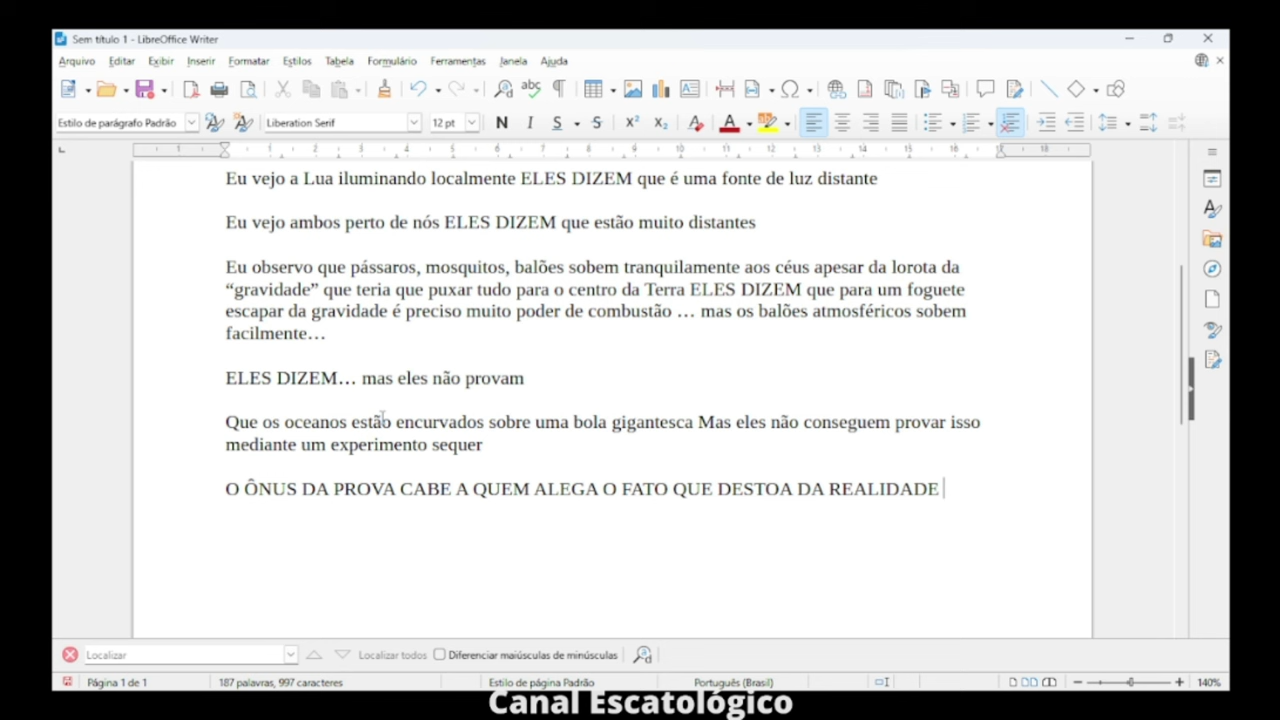 Sem título 1 - LibreOffice Writer
Arquivo Editar Exibir Inserir Formatar Estilos Tabela Formulário Ferramentas Janela Ajuda
Estilo de parágrafo Padrão Liberation Serif 12 pt
Eu vejo a Lua iluminando localmente ELES DIZEM que é uma fonte de luz distante
Eu vejo ambos perto de nós ELES DIZEM que estão muito distantes
Eu observo que pássaros, mosquitos, balões sobem tranquilamente aos céus apesar da lorota da
“gravidade” que teria que puxar tudo para o centro da Terra ELES DIZEM que para um foguete
escapar da gravidade é preciso muito poder de combustão … mas os balões atmosféricos sobem
facilmente…
ELES DIZEM… mas eles não provam
Que os oceanos estão encurvados sobre uma bola gigantesca Mas eles não conseguem provar isso
mediante um experimento sequer
O ÔNUS DA PROVA CABE A QUEM ALEGA O FATO QUE DESTOA DA REALIDADE
Localizar Localizar todos Diferenciar maiúsculas de minúsculas
Página 1 de 1 187 palavras, 997 caracteres Estilo de página Padrão Português (Brasil) 140%
Canal Escatológico